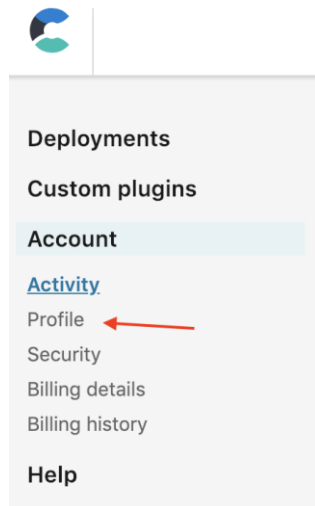 Deployments
Custom plugins
Account
Activity
Profile
Security
Billing details
Billing history
Help